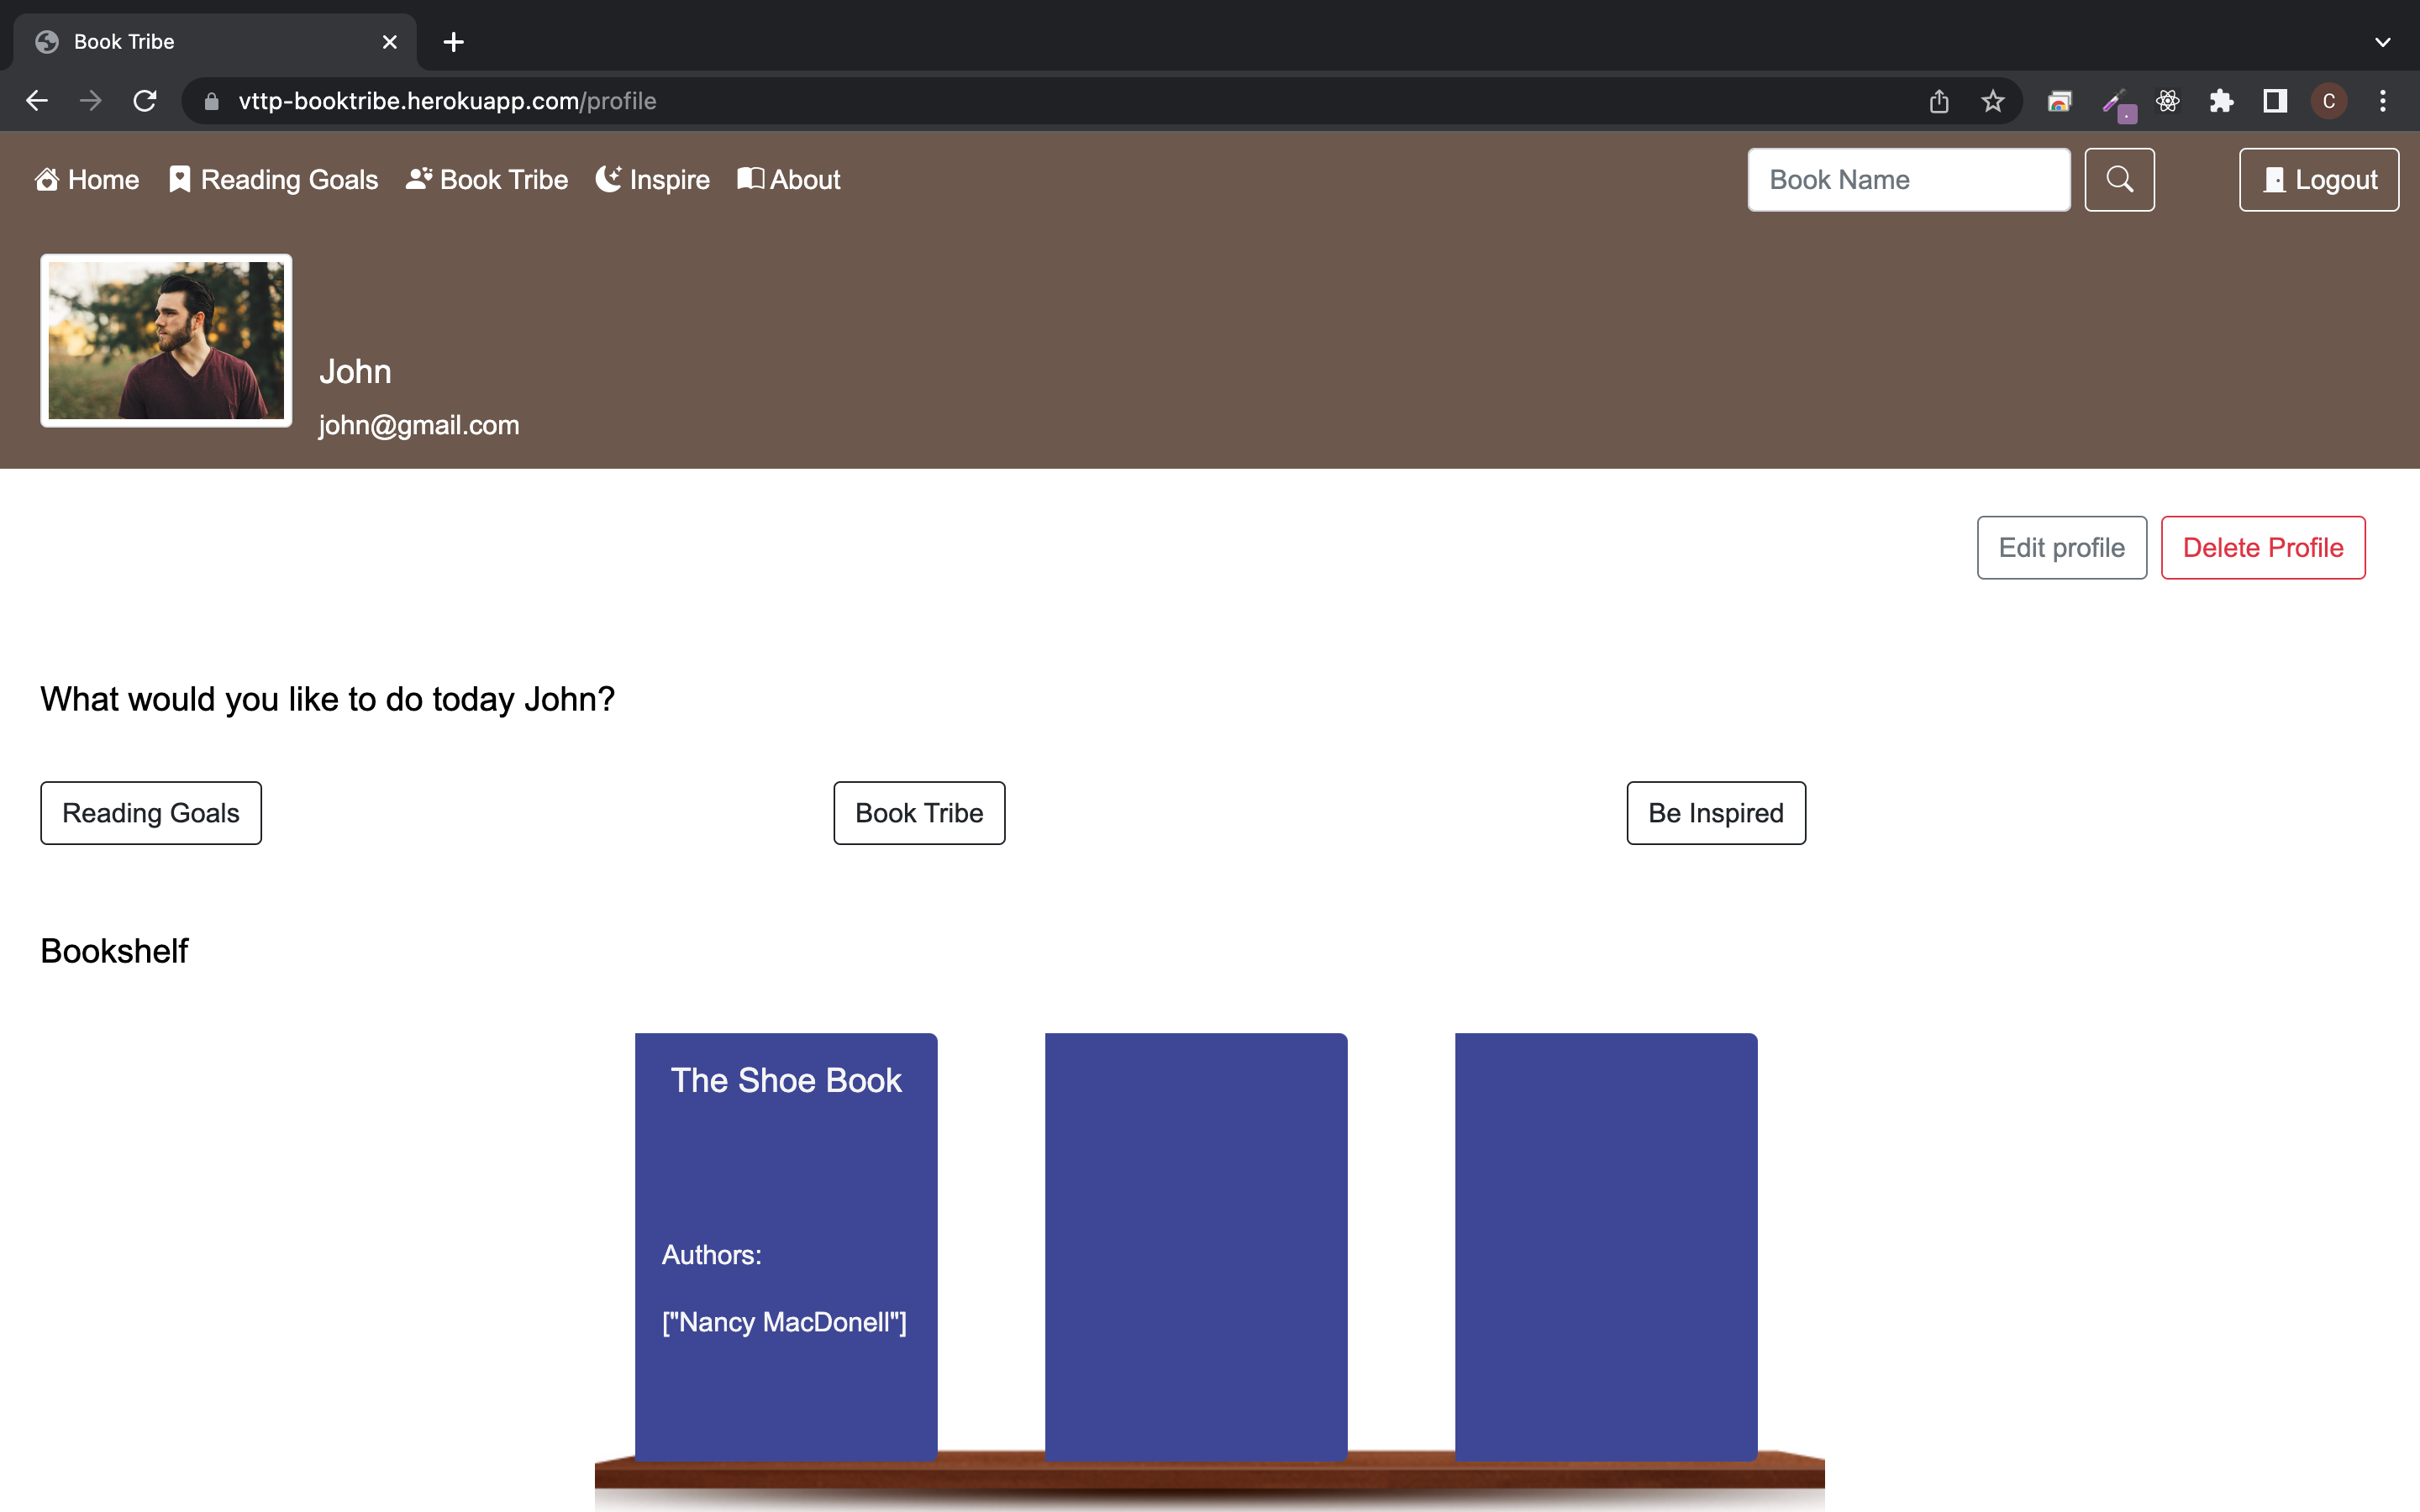 Book Tribe
vttp-booktribe.herokuapp.com/profile
C
Home Reading Goals Book Tribe Inspire About Book Name Logout
John
john@gmail.com
Edit profile Delete Profile
What would you like to do today John?
Reading Goals Book Tribe Be Inspired
Bookshelf
The Shoe Book
Authors:
["Nancy MacDonell"]